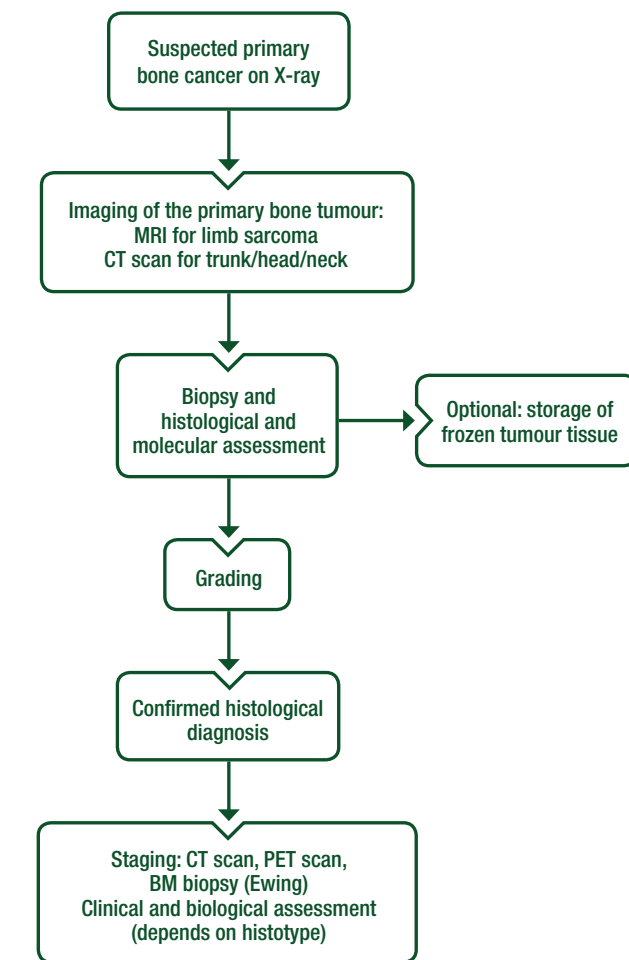 Suspected primary
bone cancer on X-ray
Imaging of the primary bone tumour:
MRI for limb sarcoma
CT scan for trunk/head/neck
Biopsy and
histological and
molecular assessment
Optional: storage of
frozen tumour tissue
Grading
Confirmed histological
diagnosis
Staging: CT scan, PET scan,
BM biopsy (Ewing)
Clinical and biological assessment
(depends on histotype)